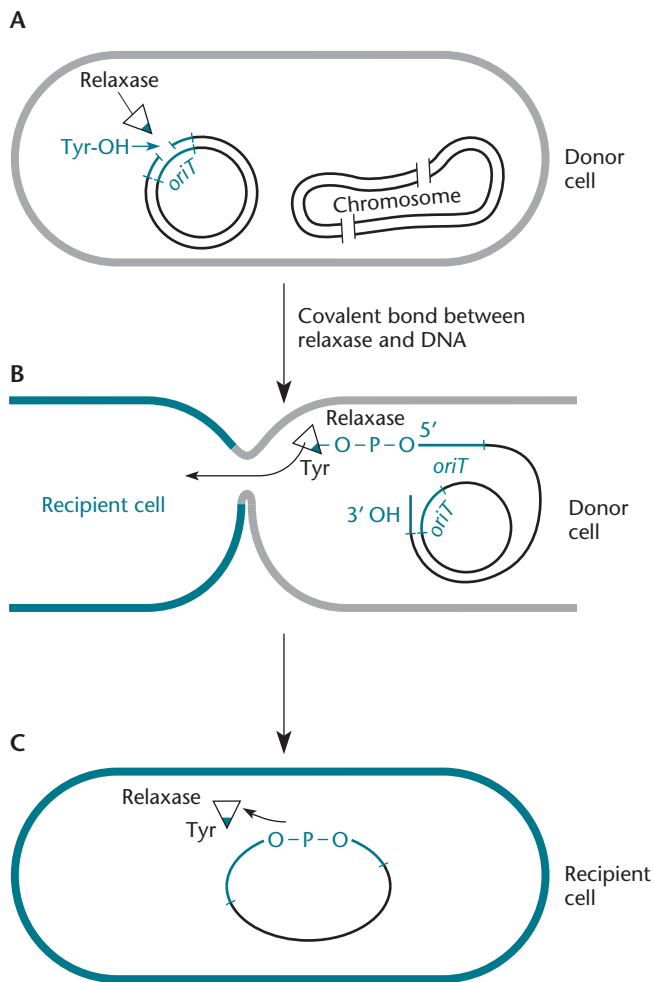 A
Relaxase
Tyr-OH
oriT
Chromosome
Donor
cell
Covalent bond between
relaxase and DNA
B
Relaxase
O–P–O 5′
Tyr
oriT
Recipient cell
3′ OH
oriT
Donor
cell
C
Relaxase
Tyr
O–P–O
Recipient
cell